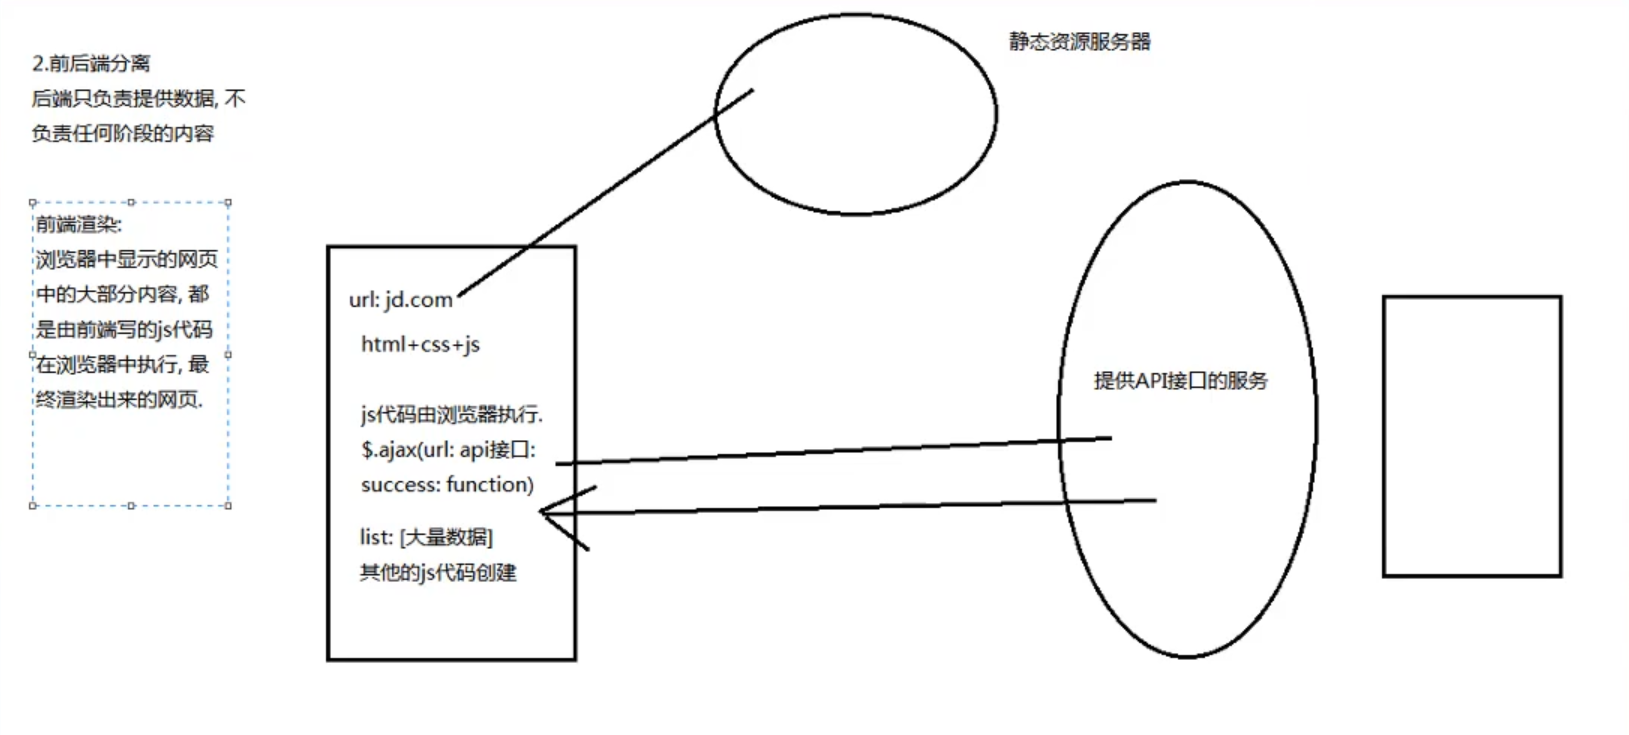 2.前后端分离
后端只负责提供数据, 不
负责任何阶段的内容
前端渲染:
浏览器中显示的网页
中的大部分内容, 都
是由前端写的js代码
在浏览器中执行, 最
终渲染出来的网页.
静态资源服务器
url: jd.com
html+css+js
js代码由浏览器执行.
$.ajax(url: api接口:
success: function)
list: [大量数据]
其他的js代码创建
提供API接口的服务